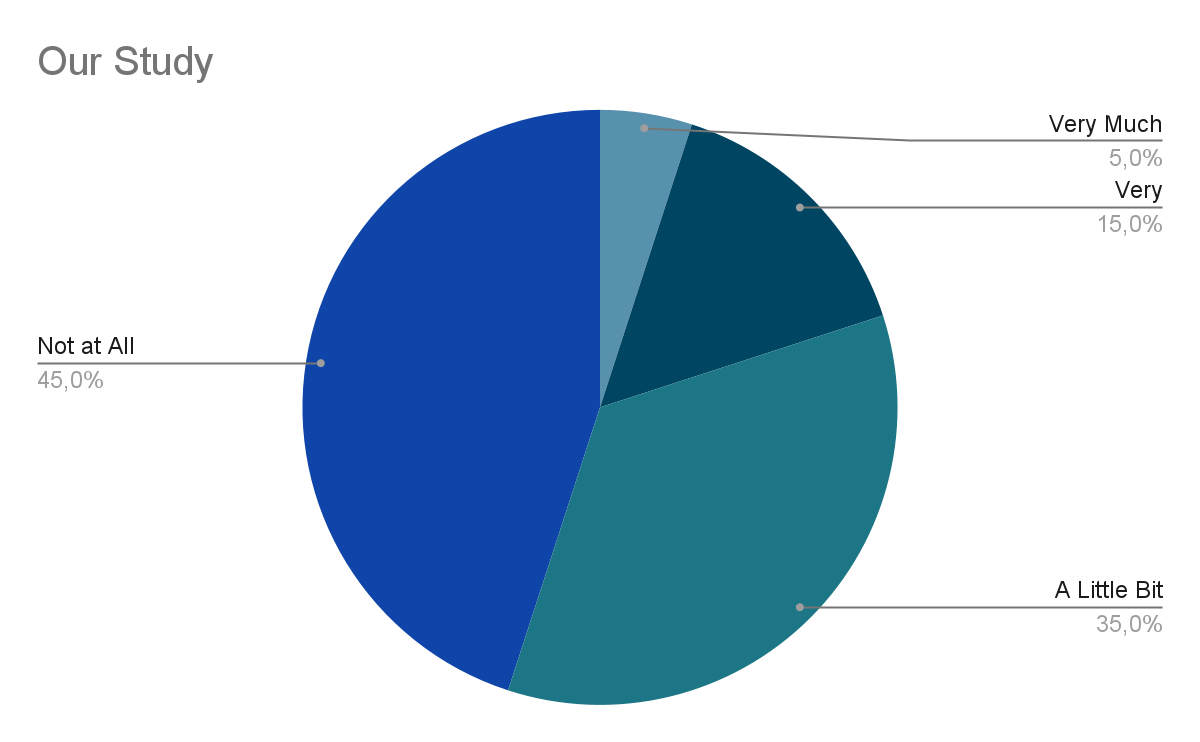 Our Study
Very Much
5,0%
Very
15,0%
Not at All
45,0%
A Little Bit
35,0%